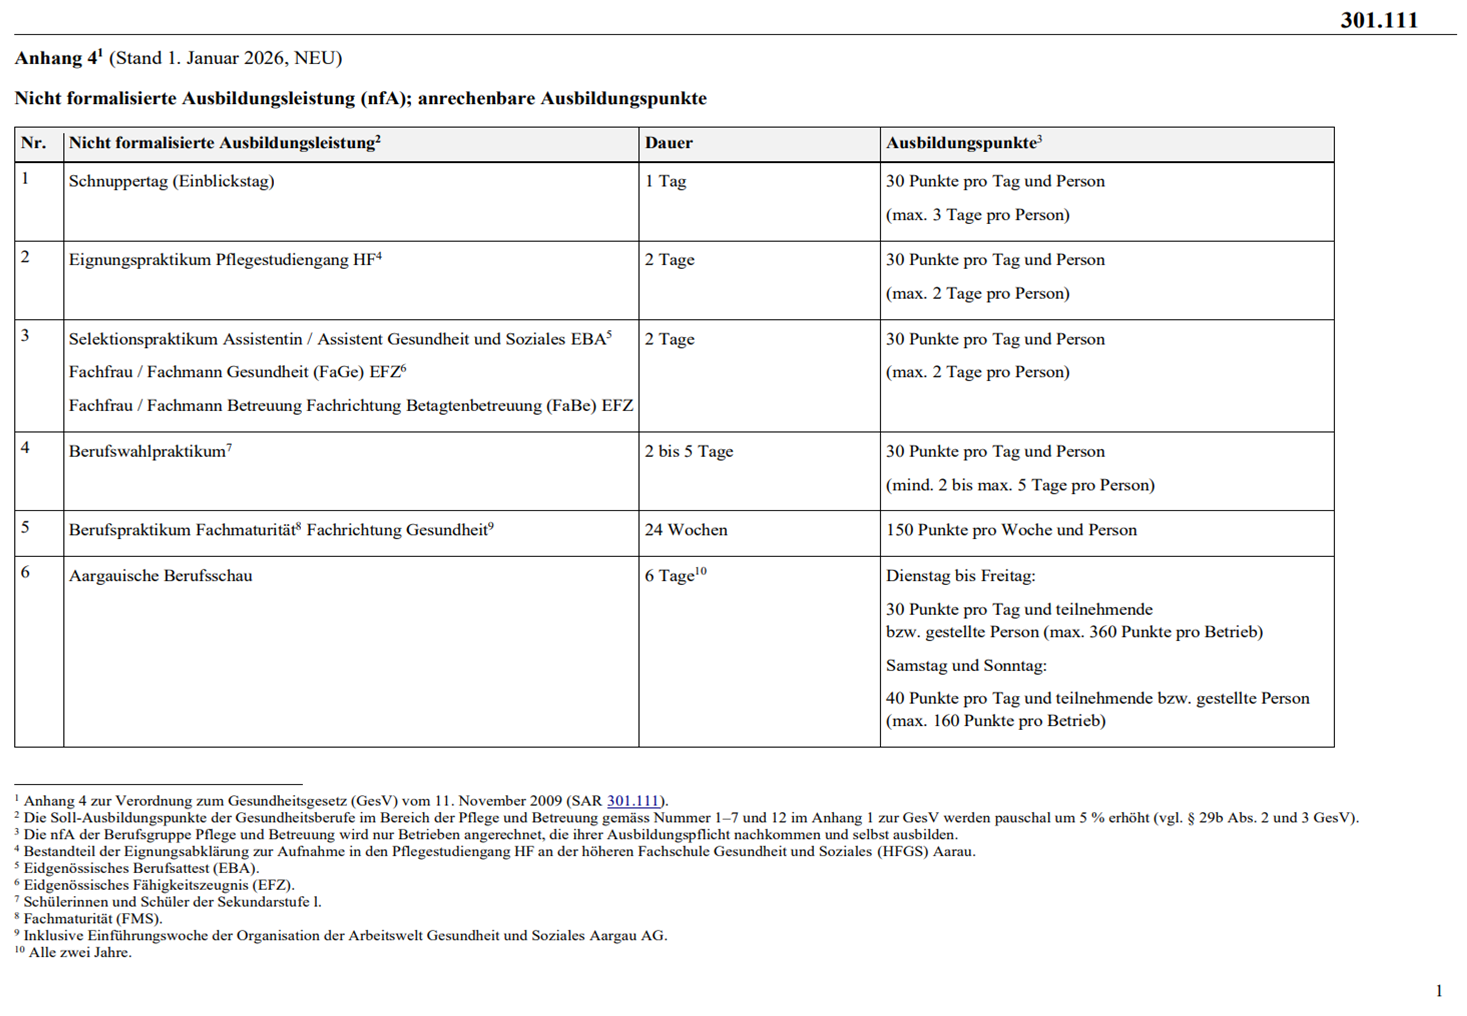 301.111
Anhang 4¹ (Stand 1. Januar 2026, NEU)
Nicht formalisierte Ausbildungsleistung (nfA); anrechenbare Ausbildungspunkte
Nr. Nicht formalisierte Ausbildungsleistung² Dauer Ausbildungspunkte³
1 Schnuppertag (Einblickstag) 1 Tag 30 Punkte pro Tag und Person
(max. 3 Tage pro Person)
2 Eignungspraktikum Pflegestudiengang HF⁴ 2 Tage 30 Punkte pro Tag und Person
(max. 2 Tage pro Person)
3 Selektionspraktikum Assistentin / Assistent Gesundheit und Soziales EBA⁵ 2 Tage 30 Punkte pro Tag und Person
Fachfrau / Fachmann Gesundheit (FaGe) EFZ⁶ (max. 2 Tage pro Person)
Fachfrau / Fachmann Betreuung Fachrichtung Betagtenbetreuung (FaBe) EFZ
4 Berufswahlpraktikum⁷ 2 bis 5 Tage 30 Punkte pro Tag und Person
(mind. 2 bis max. 5 Tage pro Person)
5 Berufspraktikum Fachmaturität⁸ Fachrichtung Gesundheit⁹ 24 Wochen 150 Punkte pro Woche und Person
6 Aargauische Berufsschau 6 Tage¹⁰ Dienstag bis Freitag:
30 Punkte pro Tag und teilnehmende
bzw. gestellte Person (max. 360 Punkte pro Betrieb)
Samstag und Sonntag:
40 Punkte pro Tag und teilnehmende bzw. gestellte Person
(max. 160 Punkte pro Betrieb)
¹ Anhang 4 zur Verordnung zum Gesundheitsgesetz (GesV) vom 11. November 2009 (SAR 301.111).
² Die Soll-Ausbildungspunkte der Gesundheitsberufe im Bereich der Pflege und Betreuung gemäss Nummer 1–7 und 12 im Anhang 1 zur GesV werden pauschal um 5 % erhöht (vgl. § 29b Abs. 2 und 3 GesV).
³ Die nfA der Berufsgruppe Pflege und Betreuung wird nur Betrieben angerechnet, die ihrer Ausbildungspflicht nachkommen und selbst ausbilden.
⁴ Bestandteil der Eignungsabklärung zur Aufnahme in den Pflegestudiengang HF an der höheren Fachschule Gesundheit und Soziales (HFGS) Aarau.
⁵ Eidgenössisches Berufsattest (EBA).
⁶ Eidgenössisches Fähigkeitszeugnis (EFZ).
⁷ Schülerinnen und Schüler der Sekundarstufe l.
⁸ Fachmaturität (FMS).
⁹ Inklusive Einführungswoche der Organisation der Arbeitswelt Gesundheit und Soziales Aargau AG.
¹⁰ Alle zwei Jahre.
1